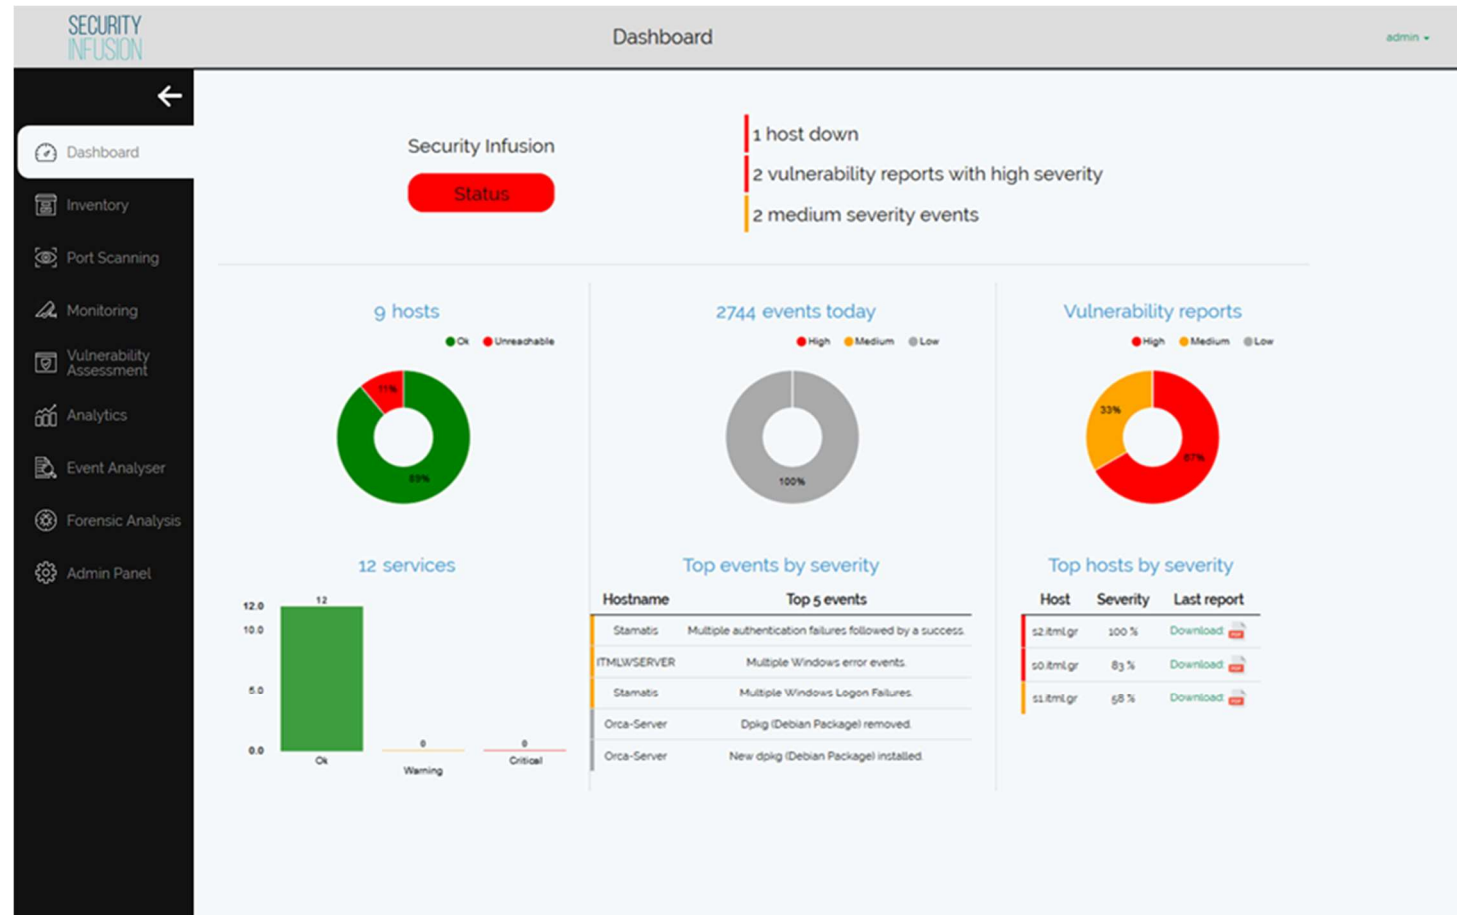 SECURITY
INFUSION
Dashboard
admin
Dashboard
Inventory
Port Scanning
Monitoring
Vulnerability
Assessment
Analytics
Event Analyser
Forensic Analysis
Admin Panel
Security Infusion
Status
1 host down
2 vulnerability reports with high severity
2 medium severity events
9 hosts
Ok Unreachable
11%
89%
2744 events today
High Medium Low
100%
Vulnerability reports
High Medium Low
33%
67%
12 services
12.0
10.0
5.0
0.0
12
0
0
Ok
Warning
Critical
Top events by severity
Hostname Top 5 events
Stamatis Multiple authentication failures followed by a success.
ITMLWSERVER Multiple Windows error events.
Stamatis Multiple Windows Logon Failures.
Orca-Server Dpkg (Debian Package) removed.
Orca-Server New dpkg (Debian Package) installed.
Top hosts by severity
Host Severity Last report
s2.itml.gr 100 % Download
s0.itml.gr 83 % Download
s1.itml.gr 58 % Download